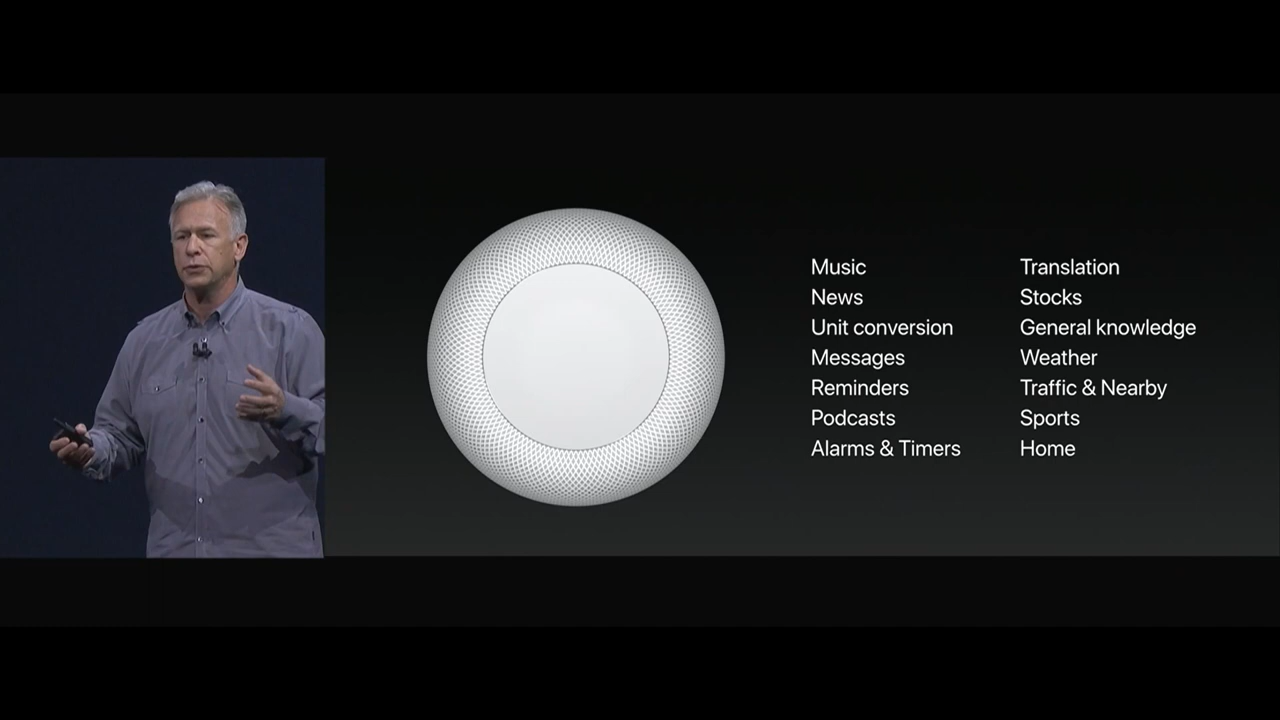 Music
News
Unit conversion
Messages
Reminders
Podcasts
Alarms & Timers
Translation
Stocks
General knowledge
Weather
Traffic & Nearby
Sports
Home